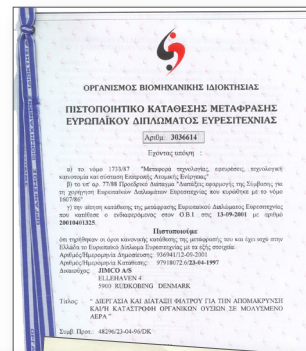 ΟΡΓΑΝΙΣΜΟΣ ΒΙΟΜΗΧΑΝΙΚΗΣ ΙΔΙΟΚΤΗΣΙΑΣ
ΠΙΣΤΟΠΟΙΗΤΙΚΟ ΚΑΤΑΘΕΣΗΣ ΜΕΤΑΦΡΑΣΗΣ
ΕΥΡΩΠΑΪΚΟΥ ΔΙΠΛΩΜΑΤΟΣ ΕΥΡΕΣΙΤΕΧΝΙΑΣ
Αριθμ. 3036614
Έχοντας υπόψη :
α) το νόμο 1733/87 "Μεταφορά τεχνολογίας, εφευρέσεις, τεχνολογική
καινοτομία και σύσταση Επιτροπής Ατομικής Ενέργειας"
β) το υπ' αρ. 77/88 Προεδρικό Διάταγμα "Διατάξεις εφαρμογής της Σύμβασης για
τη χορήγηση Ευρωπαϊκών Διπλωμάτων Ευρεσιτεχνίας που κυρώθηκε με το νόμο
1607/86"
γ) την αίτηση κατάθεσης της μετάφρασης Ευρωπαϊκού Διπλώματος Ευρεσιτεχνίας
που κατέθεσε ο ενδιαφερόμενος στον Ο.Β.Ι. στις 13-09-2001 με αριθμό
20010401325.
Πιστοποιούμε
ότι τηρήθηκαν οι όροι κανονικής κατάθεσης της μετάφρασής του και έχει ισχύ στην
Ελλάδα το Ευρωπαϊκό Δίπλωμα Ευρεσιτεχνίας με τα εξής στοιχεία:
Αριθμός/Ημερομηνία Δημοσίευσης: 936941/12-09-2001
Αριθμός/Ημερομηνία Κατάθεσης: 97918072.6/23-04-1997
Δικαιούχος : JIMCO A/S
ELLEHAVEN 4
5900 RUDKOBING DENMARK
Τίτλος : " ΔΙΕΡΓΑΣΙΑ ΚΑΙ ΔΙΑΤΑΞΗ ΦΙΛΤΡΟΥ ΓΙΑ ΤΗΝ ΑΠΟΜΑΚΡΥΝΣΗ
ΚΑΙ/Ή ΚΑΤΑΣΤΡΟΦΗ ΟΡΓΑΝΙΚΩΝ ΟΥΣΙΩΝ ΣΕ ΜΟΛΥΣΜΕΝΟ
ΑΕΡΑ "
Συμβ. Προτ.: 48296/23-04-96/DK